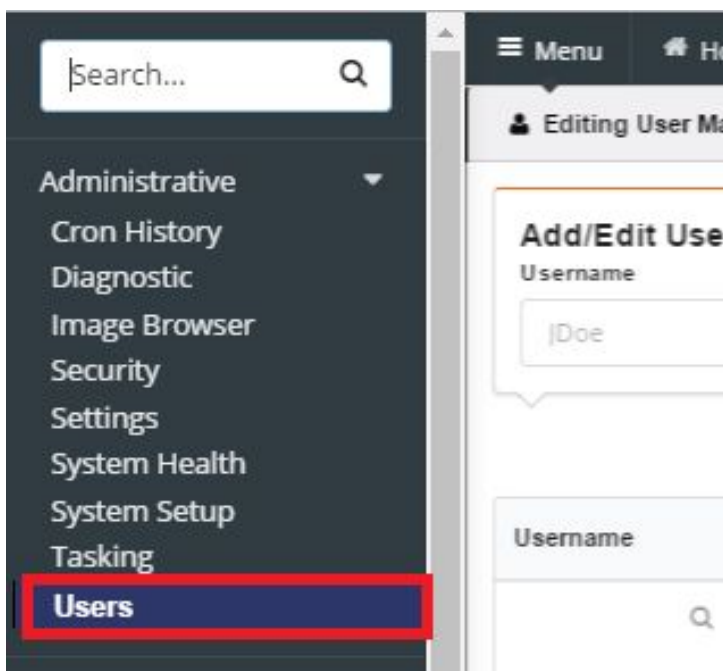 Search...
Menu
Ho
Editing User Ma
Administrative
Cron History
Diagnostic
Image Browser
Security
Settings
System Health
System Setup
Tasking
Users
Add/Edit Use
Username
JDoe
Username